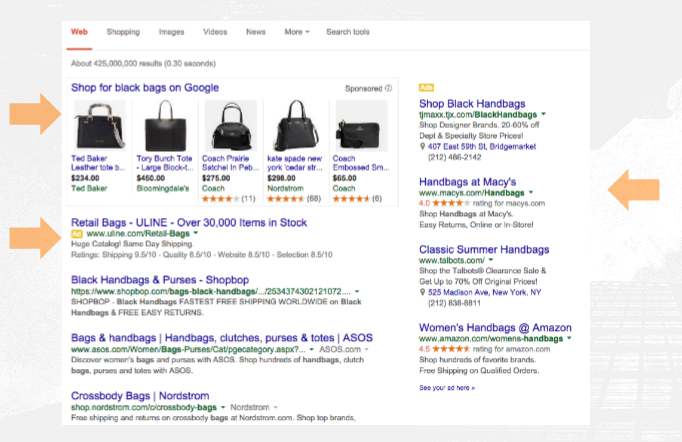 Web Shopping Images Videos News More Search tools
About 425,000,000 results (0.30 seconds)
Shop for black bags on Google
Sponsored
Ted Baker
Leather tote b...
$234.00
Ted Baker
Tory Burch Tote
- Large Block-t...
$450.00
Bloomingdale's
Coach Prairie
Satchel In Peb...
$275.00
Coach
(11)
kate spade new
york 'cedar str...
$298.00
Nordstrom
(68)
Coach
Embossed Sm...
$65.00
Coach
(6)
Retail Bags - ULINE - Over 30,000 Items in Stock
Ad www.uline.com/Retail-Bags
Huge Catalog! Same Day Shipping.
Ratings: Shipping 9.5/10 - Quality 8.5/10 - Website 8.5/10 - Selection 8.5/10
Black Handbags & Purses - Shopbop
https://www.shopbop.com/bags-black-handbags/.../2534374302121072....
SHOPBOP - Black Handbags FASTEST FREE SHIPPING WORLDWIDE on Black
Handbags & FREE EASY RETURNS.
Bags & handbags | Handbags, clutches, purses & totes | ASOS
www.asos.com/Women/Bags-Purses/Cat/pgecategory.aspx?... ASOS.com
Discover women's bags and purses with ASOS. Shop hundreds of handbags, clutch
bags, purses and totes with ASOS.
Crossbody Bags | Nordstrom
shop.nordstrom.com/c/crossbody-bags Nordstrom
Free shipping and returns on crossbody bags at Nordstrom.com. Shop top brands,
Ads
Shop Black Handbags
tjmaxx.tjx.com/BlackHandbags
Shop Designer Brands. 20-60% off
Dept & Specialty Store Prices!
407 East 59th St, Bridgemarket
(212) 486-2142
Handbags at Macy's
www.macys.com/Handbags
4.0 rating for macys.com
Shop Handbags at Macy's.
Easy Returns, Online or In-Store!
Classic Summer Handbags
www.talbots.com/
Shop the Talbots® Clearance Sale &
Get Up to 70% Off Original Prices!
525 Madison Ave, New York, NY
(212) 838-8811
Women's Handbags @ Amazon
www.amazon.com/womens-handbags
4.5 rating for amazon.com
Shop hundreds of favorite brands.
Free Shipping on Qualified Orders.
See your ad here »